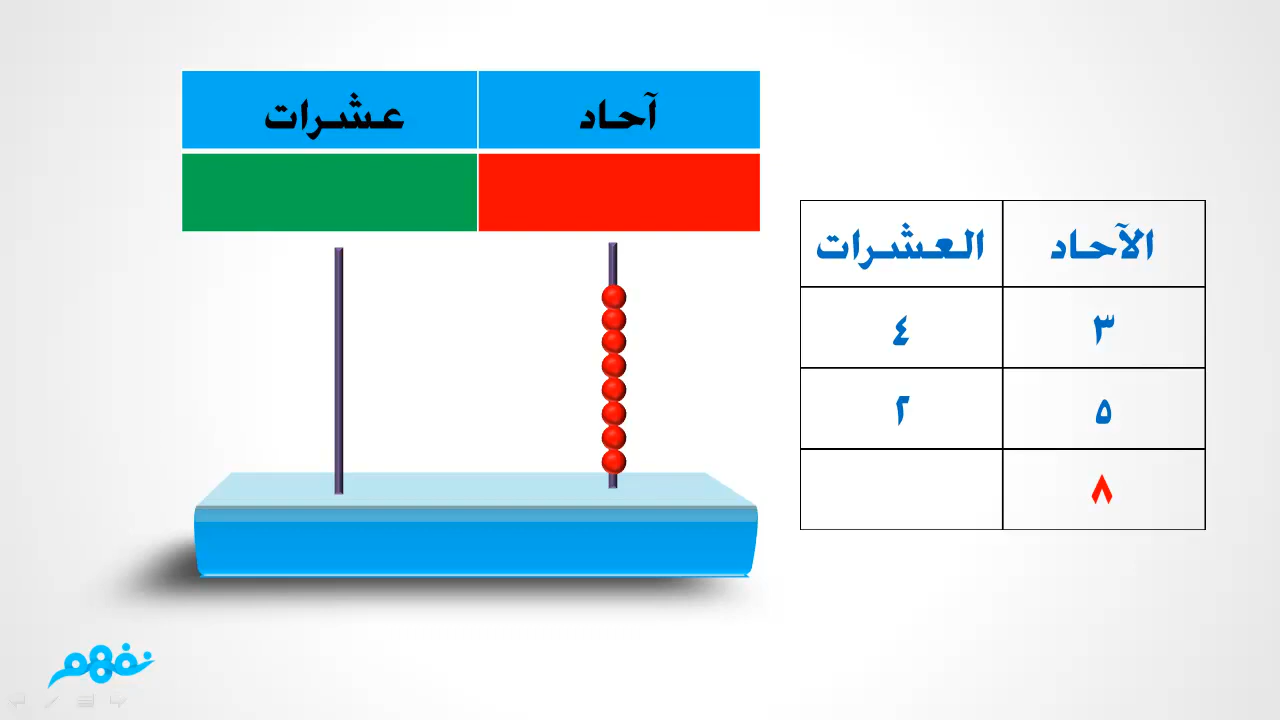 آحاد عشرات
الآحاد العشرات
٣ ٤
٥ ٢
٨
نفهم